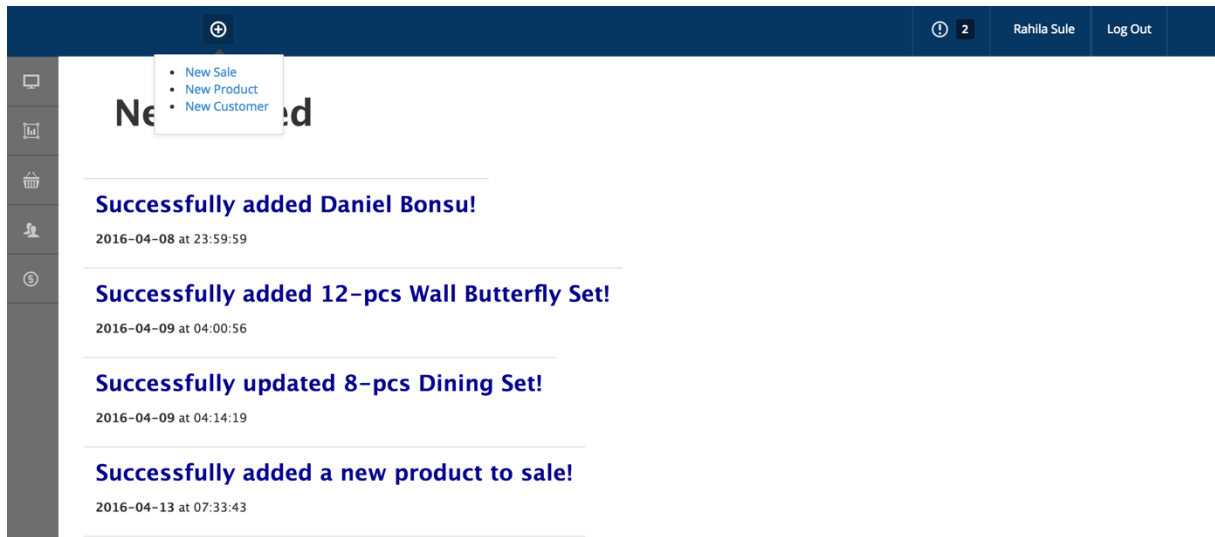 2 Rahila Sule Log Out
New Sale
New Product
New Customer
Successfully added Daniel Bonsu!
2016-04-08 at 23:59:59
Successfully added 12-pcs Wall Butterfly Set!
2016-04-09 at 04:00:56
Successfully updated 8-pcs Dining Set!
2016-04-09 at 04:14:19
Successfully added a new product to sale!
2016-04-13 at 07:33:43